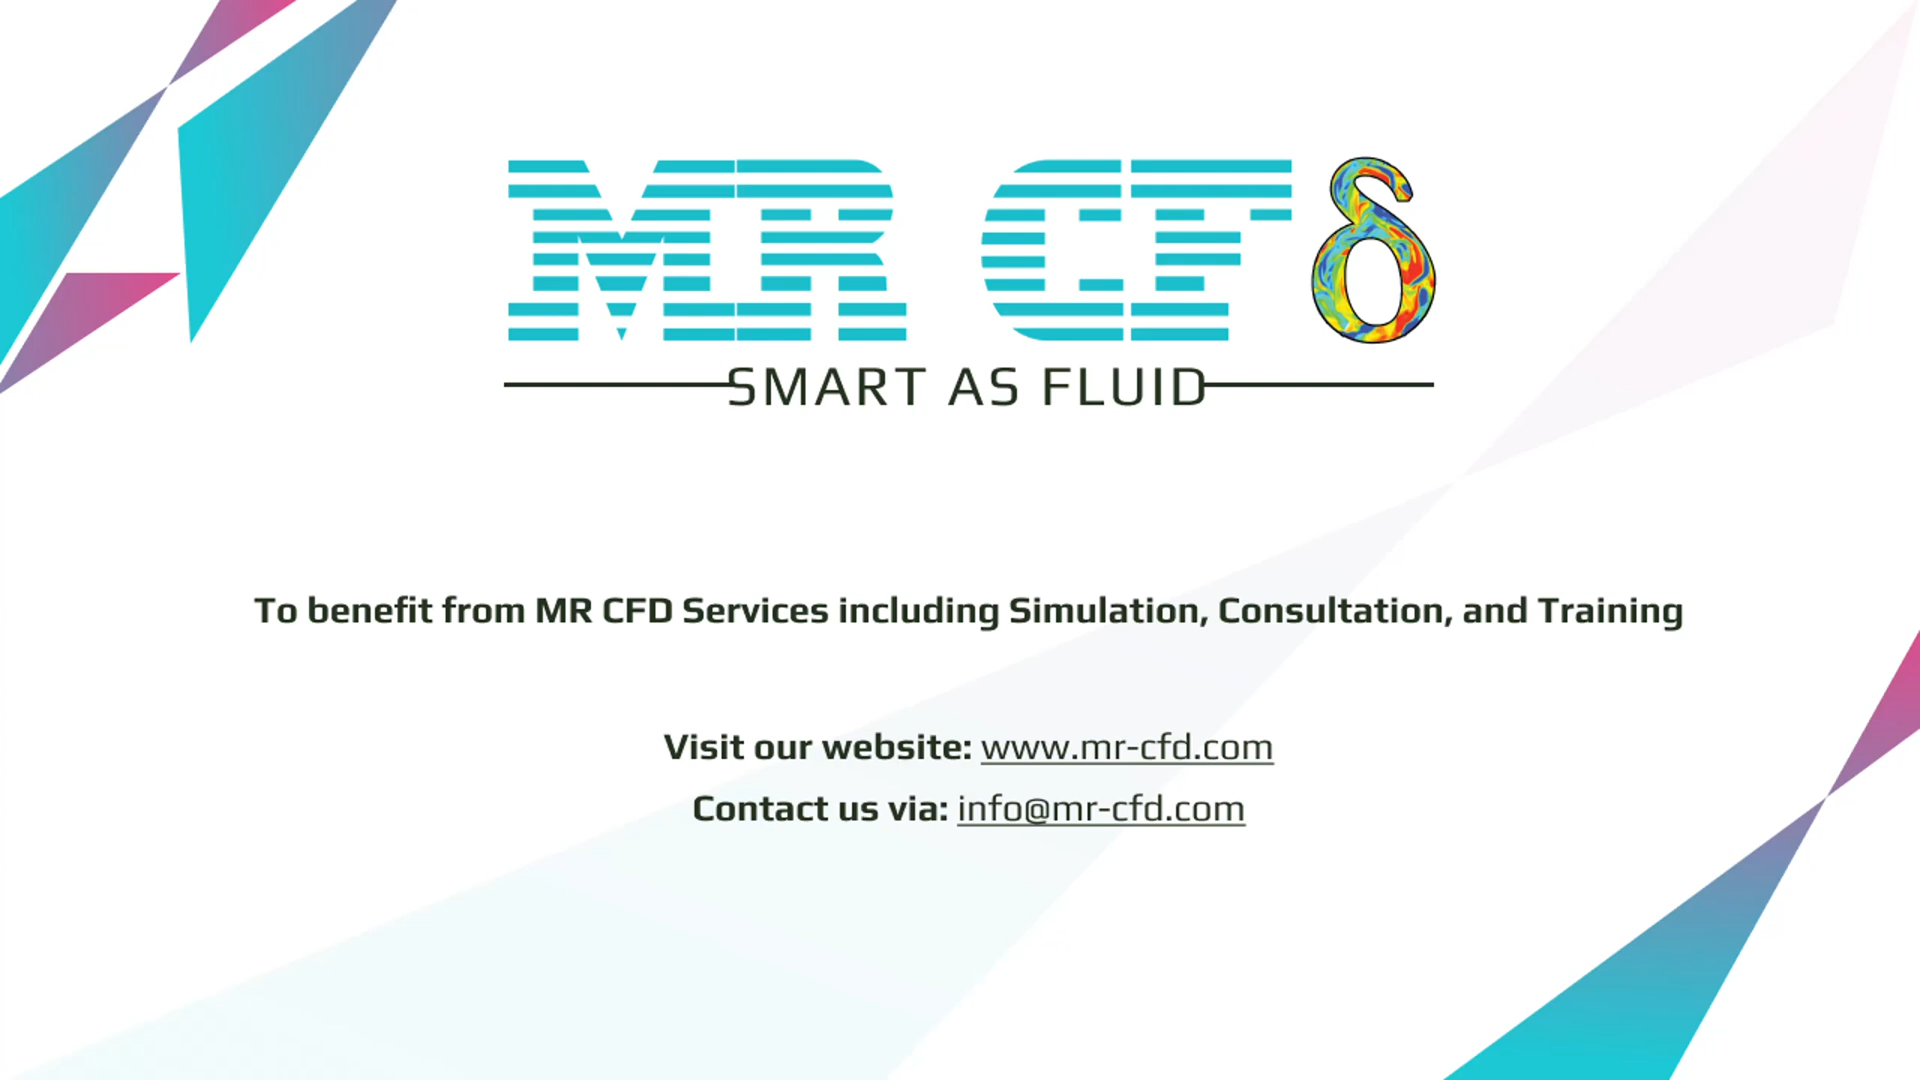 MR CFδ
SMART AS FLUID
To benefit from MR CFD Services including Simulation, Consultation, and Training
Visit our website: www.mr-cfd.com
Contact us via: info@mr-cfd.com